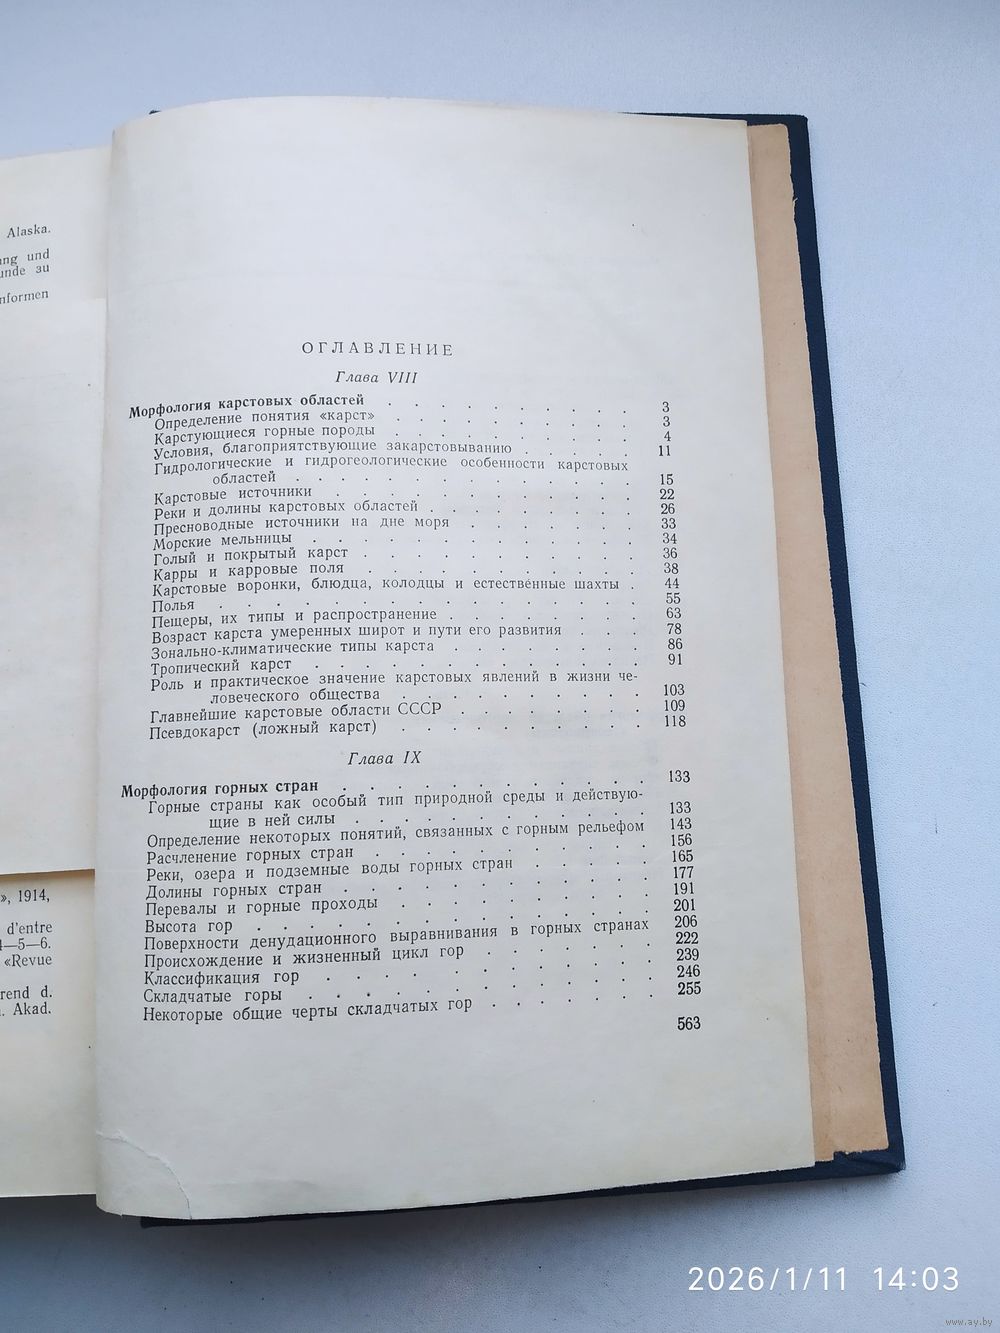 Alaska.
und
zu
ОГЛАВЛЕНИЕ
Глава VIII
Морфология карстовых областей . . . . . . . . . 3
Определение понятия «карст» . . . . . . . . . 3
Карстующиеся горные породы . . . . . . . . . 4
Условия, благоприятствующие закарстовыванию . . . . . 11
Гидрологические и гидрогеологические особенности карстовых
областей . . . . . . . . . . . . 15
Карстовые источники . . . . . . . . . . . 22
Реки и долины карстовых областей . . . . . . . . 26
Пресноводные источники на дне моря . . . . . . 33
Морские мельницы . . . . . . . . . . . . 34
Голый и покрытый карст . . . . . . . . . . 36
Карры и карровые поля . . . . . . . . . . 38
Карстовые воронки, блюдца, колодцы и естественные шахты . 44
Полья . . . . . . . . . . . . . . . 55
Пещеры, их типы и распространение . . . . . . . 63
Возраст карста умеренных широт и пути его развития . . . 78
Зонально-климатические типы карста . . . . . . . 86
Тропический карст . . . . . . . . . . . . 91
Роль и практическое значение карстовых явлений в жизни че-
ловеческого общества . . . . . . . . . 103
Главнейшие карстовые области СССР . . . . . . . 109
Псевдокарст (ложный карст) . . . . . . . . . 118
Глава IX
Морфология горных стран . . . . . . . . . . . 133
Горные страны как особый тип природной среды и действую-
щие в ней силы . . . . . . . . . . . 133
Определение некоторых понятий, связанных с горным рельефом 143
Расчленение горных стран . . . . . . . . . . 156
Реки, озера и подземные воды горных стран . . . . . 165
Долины горных стран . . . . . . . . . . . 177
Перевалы и горные проходы . . . . . . . . . 191
Высота гор . . . . . . . . . . . . . . 201
Поверхности денудационного выравнивания в горных странах 206
Происхождение и жизненный цикл гор . . . . . . 222
Классификация гор . . . . . . . . . . . . 239
Складчатые горы . . . . . . . . . . . . 246
Некоторые общие черты складчатых гор . . . . . . 255
563
», 1914,
d'entre
—5—6.
«Revue
d.
Akad.
2026/1/11 14:03
www.ay.by